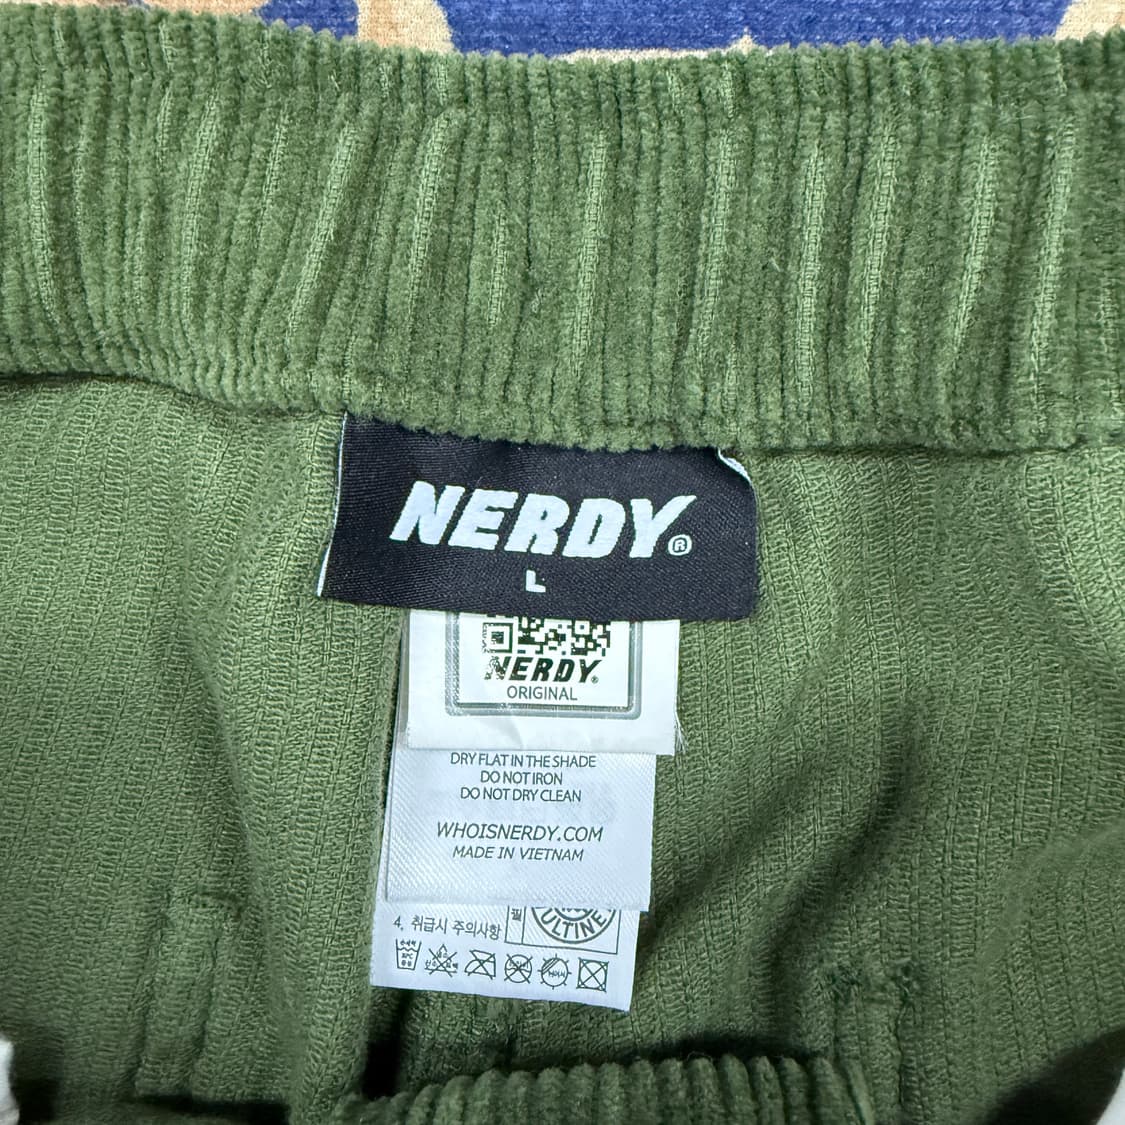 NERDY®
L
NERDY®
ORIGINAL
DRY FLAT IN THE SHADE
DO NOT IRON
DO NOT DRY CLEAN
WHOISNERDY.COM
MADE IN VIETNAM
ULTINE
4. 취급시 주의사항